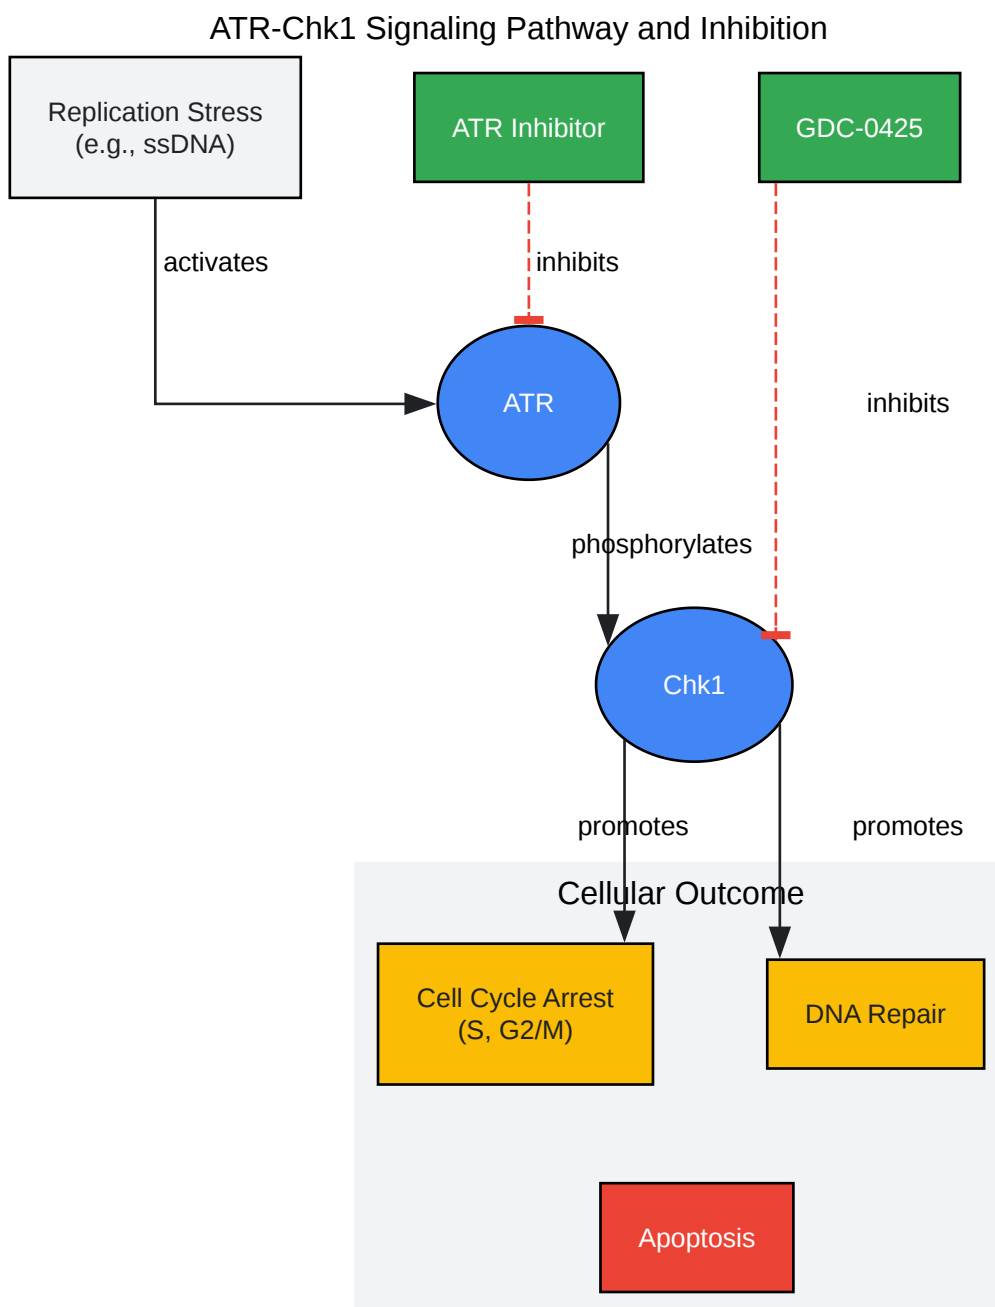 ATR-Chk1 Signaling Pathway and Inhibition
Replication Stress
(e.g., ssDNA)
ATR Inhibitor
GDC-0425
activates
inhibits
ATR
inhibits
phosphorylates
Chk1
promotes
promotes
Cellular Outcome
Cell Cycle Arrest
(S, G2/M)
DNA Repair
Apoptosis